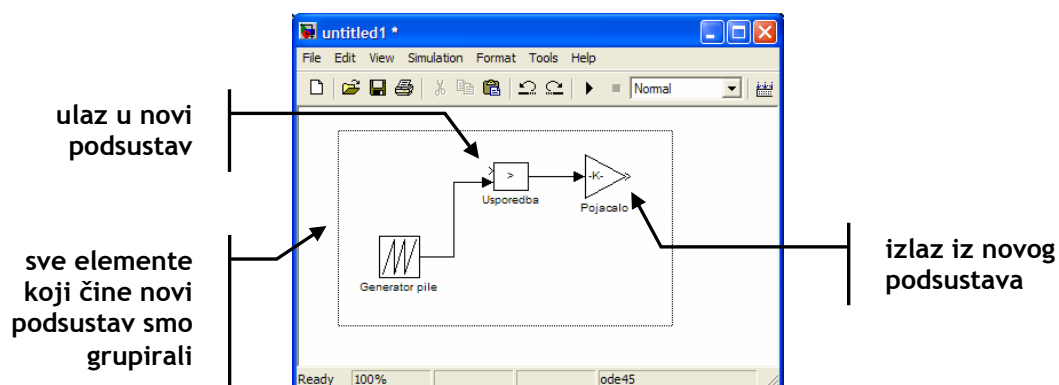 untitled1 *
File Edit View Simulation Format Tools Help
Normal
ulaz u novi
podsustav
>
-K-
Usporedba
Pojacalo
sve elemente
koji čine novi
podsustav smo
grupirali
izlaz iz novog
podsustava
Generator pile
Ready 100% ode45